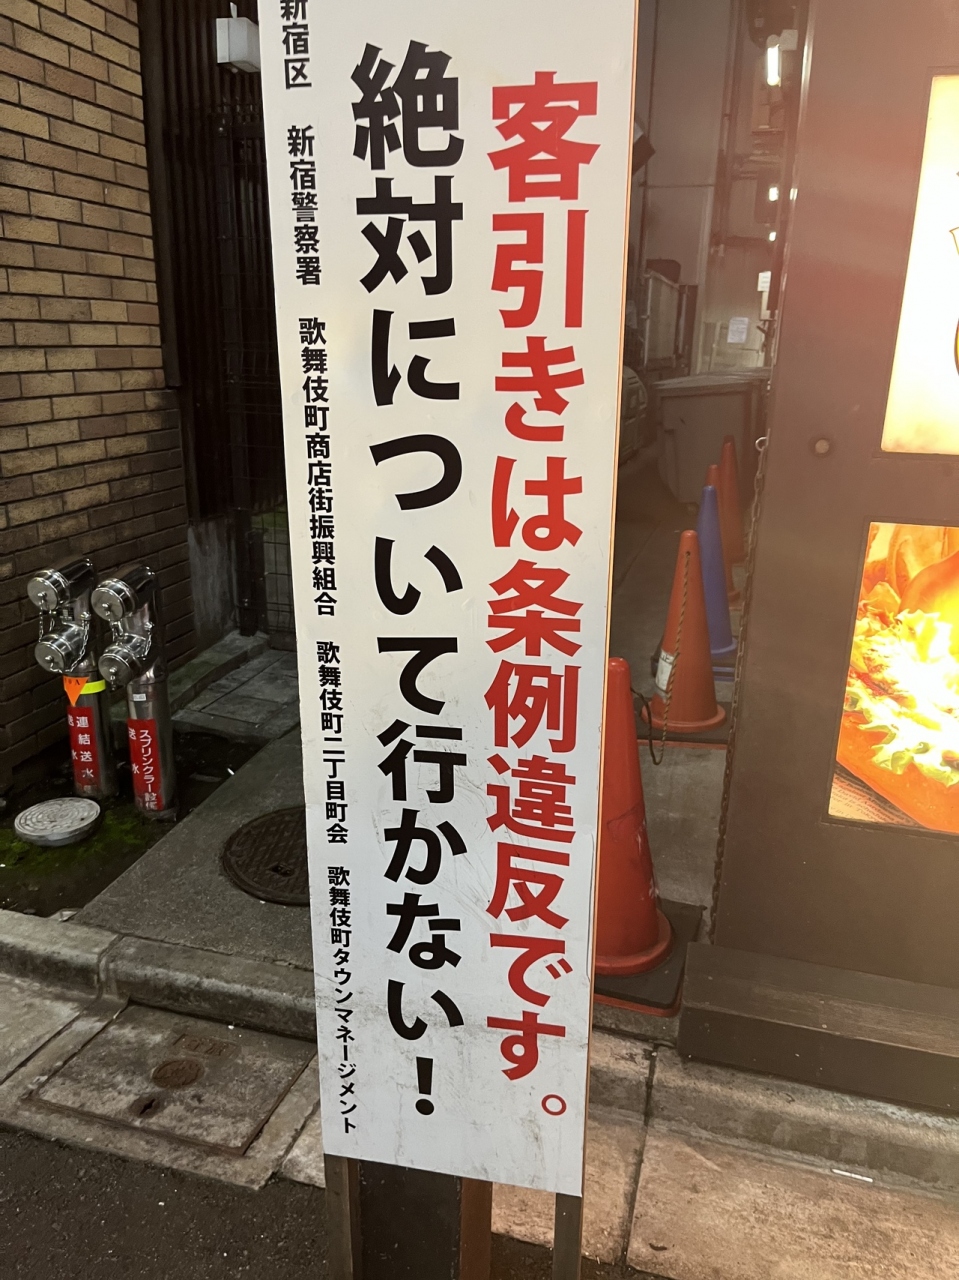 客引きは条例違反です。
絶対について行かない!
新宿区 新宿警察署 歌舞伎町商店街振興組合 歌舞伎町二丁目町会 歌舞伎町タウンマネージメント
連結送水
スプリンクラー
送水